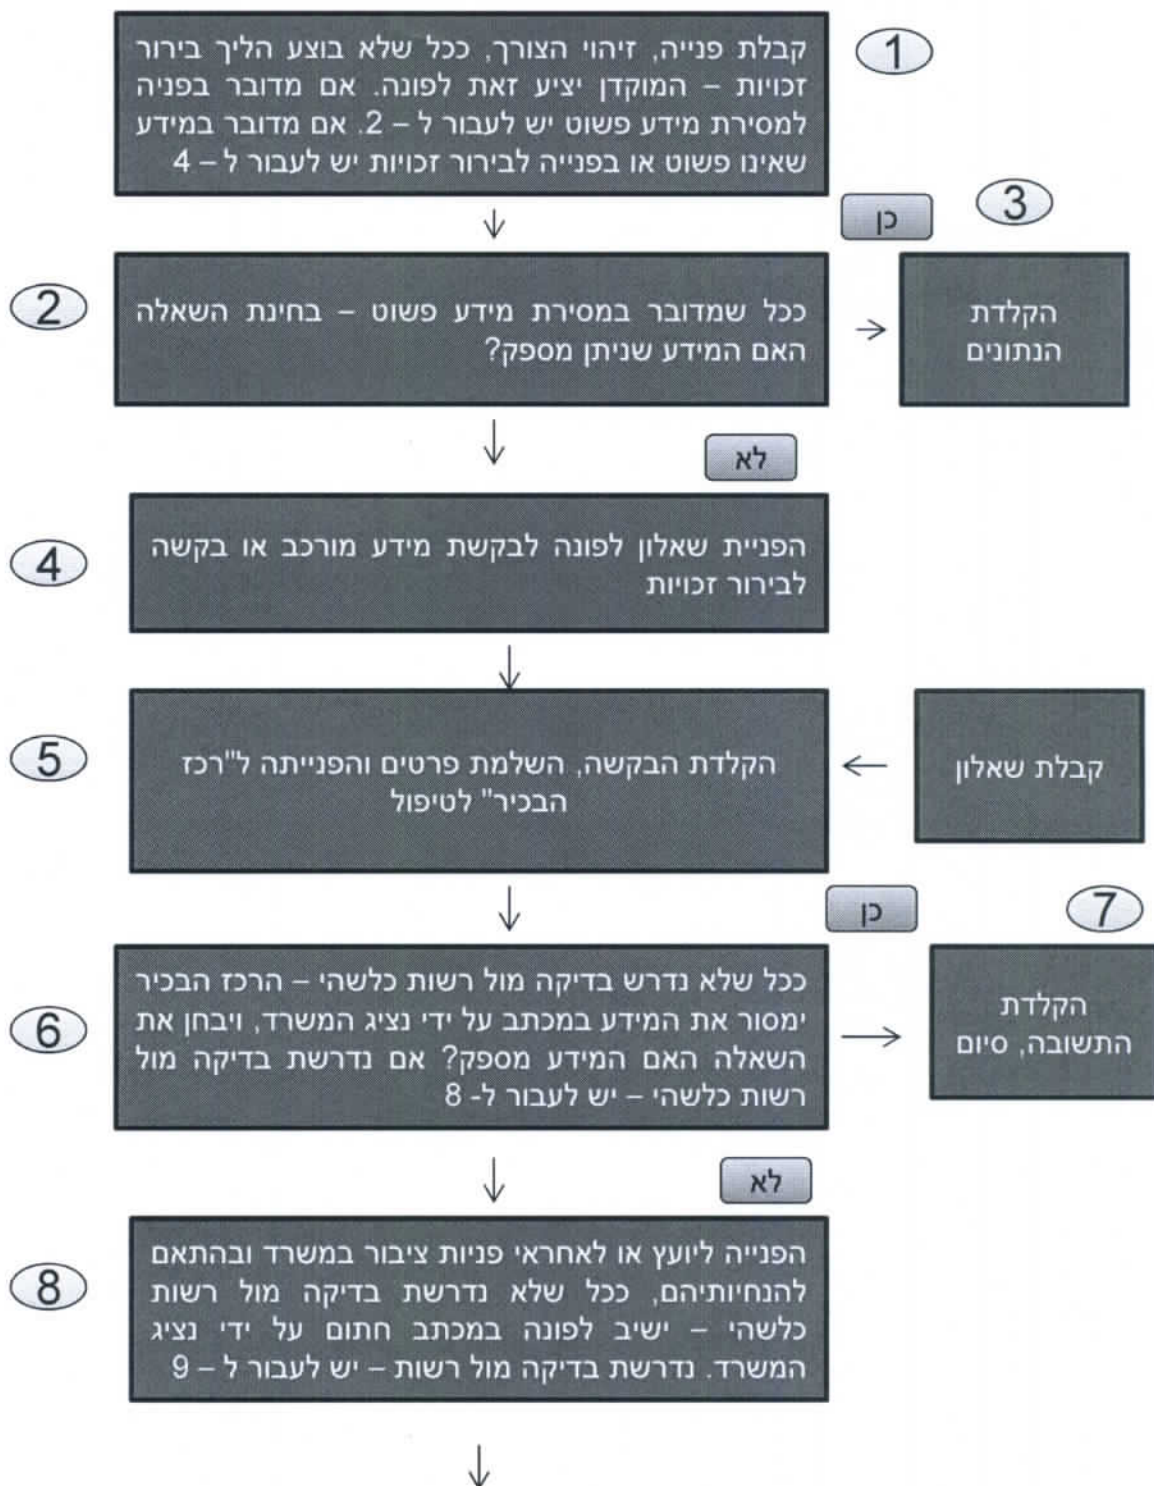 קבלת פנייה, זיהוי הצורך, ככל שלא בוצע הליך בירור
זכויות – המוקדן יציע זאת לפונה. אם מדובר בפניה
למסירת מידע פשוט יש לעבור ל – 2. אם מדובר במידע
שאינו פשוט או בפנייה לבירור זכויות יש לעבור ל – 4
1
כן
3
2
ככל שמדובר במסירת מידע פשוט – בחינת השאלה
האם המידע שניתן מספק?
הקלדת
הנתונים
לא
4
הפניית שאלון לפונה לבקשת מידע מורכב או בקשה
לבירור זכויות
5
הקלדת הבקשה, השלמת פרטים והפנייתה ל"רכז
הבכיר" לטיפול
קבלת שאלון
כן
7
6
ככל שלא נדרש בדיקה מול רשות כלשהי – הרכז הבכיר
ימסור את המידע במכתב על ידי נציג המשרד, ויבחן את
השאלה האם המידע מספק? אם נדרשת בדיקה מול
רשות כלשהי – יש לעבור ל- 8
הקלדת
התשובה, סיום
לא
8
הפנייה ליועץ או לאחראי פניות ציבור במשרד ובהתאם
להנחיותיהם, ככל שלא נדרשת בדיקה מול רשות
כלשהי – ישיב לפונה במכתב חתום על ידי נציג
המשרד. נדרשת בדיקה מול רשות – יש לעבור ל – 9